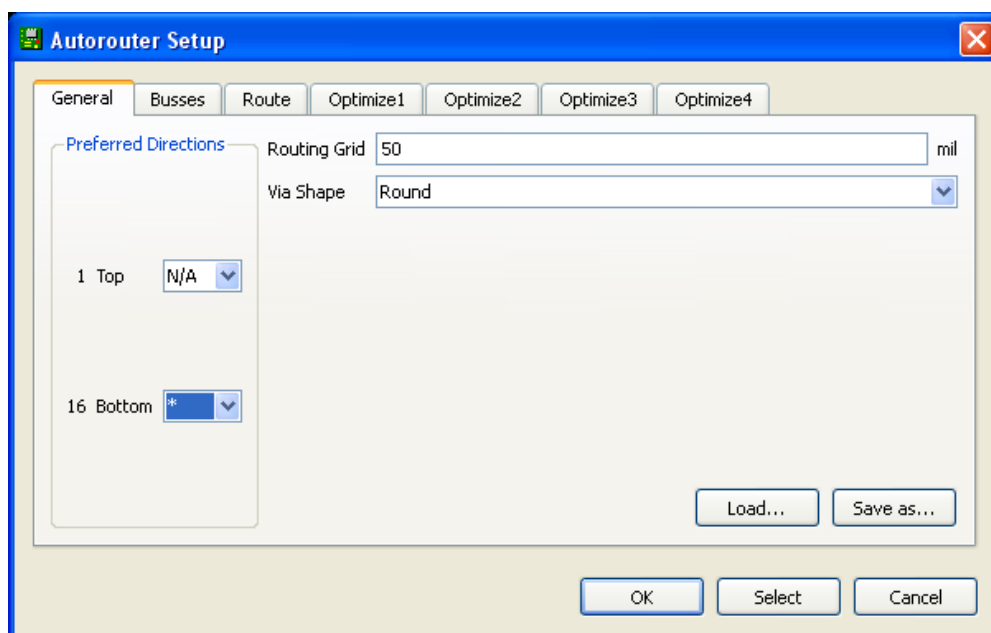 Autorouter Setup
General Busses Route Optimize1 Optimize2 Optimize3 Optimize4
Preferred Directions
Routing Grid 50 mil
Via Shape Round
1 Top N/A
16 Bottom *
Load... Save as...
OK Select Cancel